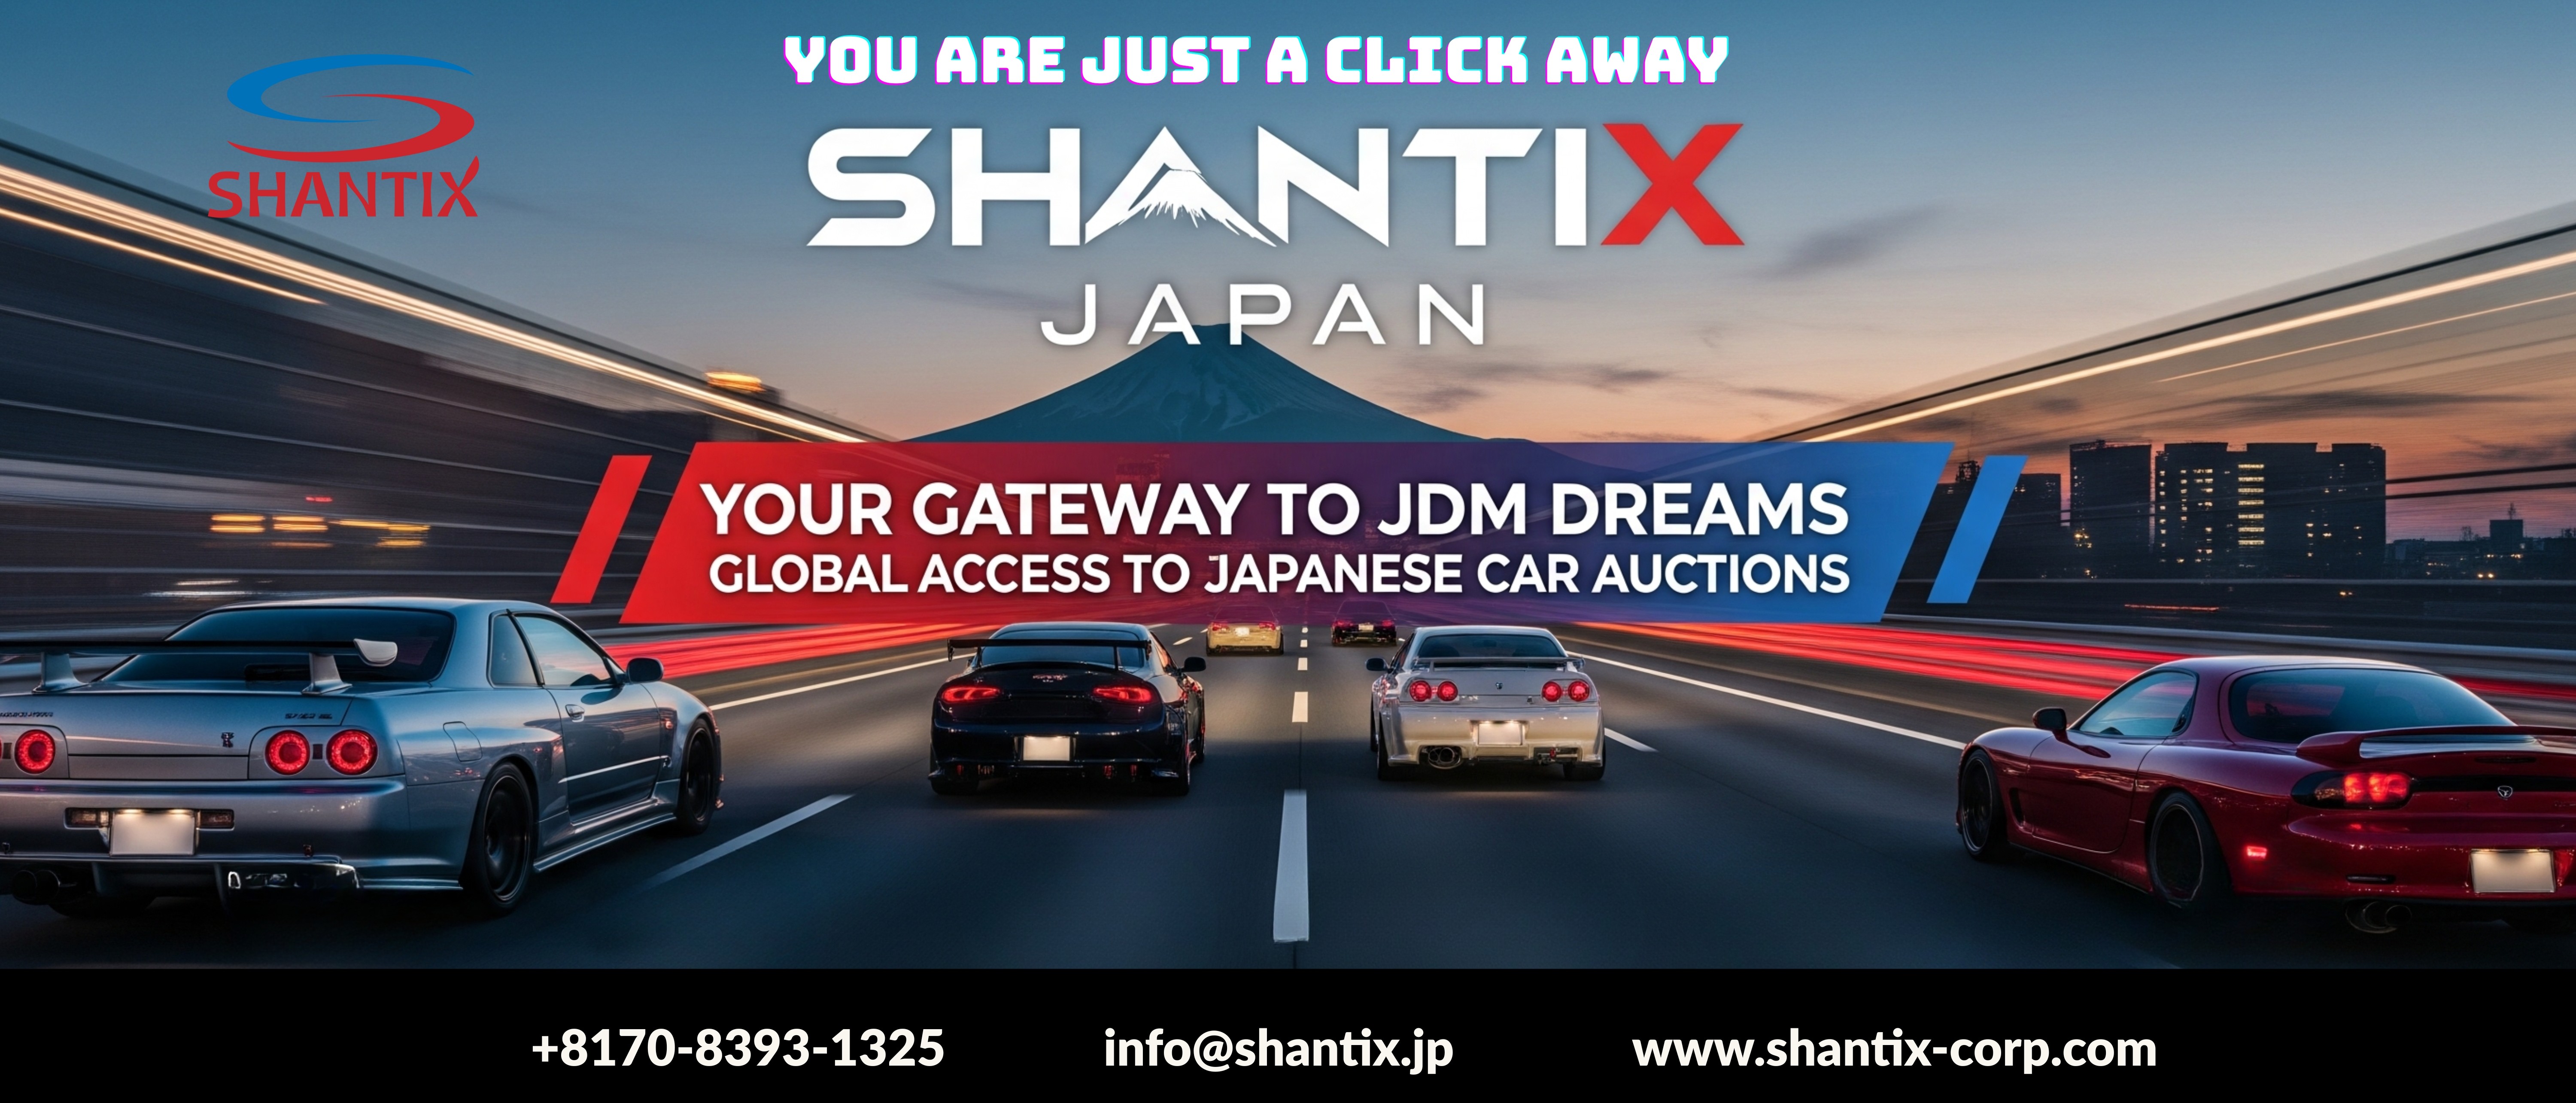 YOU ARE JUST A CLICK AWAY
SHANTIX
SHANTIX
JAPAN
YOUR GATEWAY TO JDM DREAMS
GLOBAL ACCESS TO JAPANESE CAR AUCTIONS
+8170-8393-1325
info@shantix.jp
www.shantix-corp.com